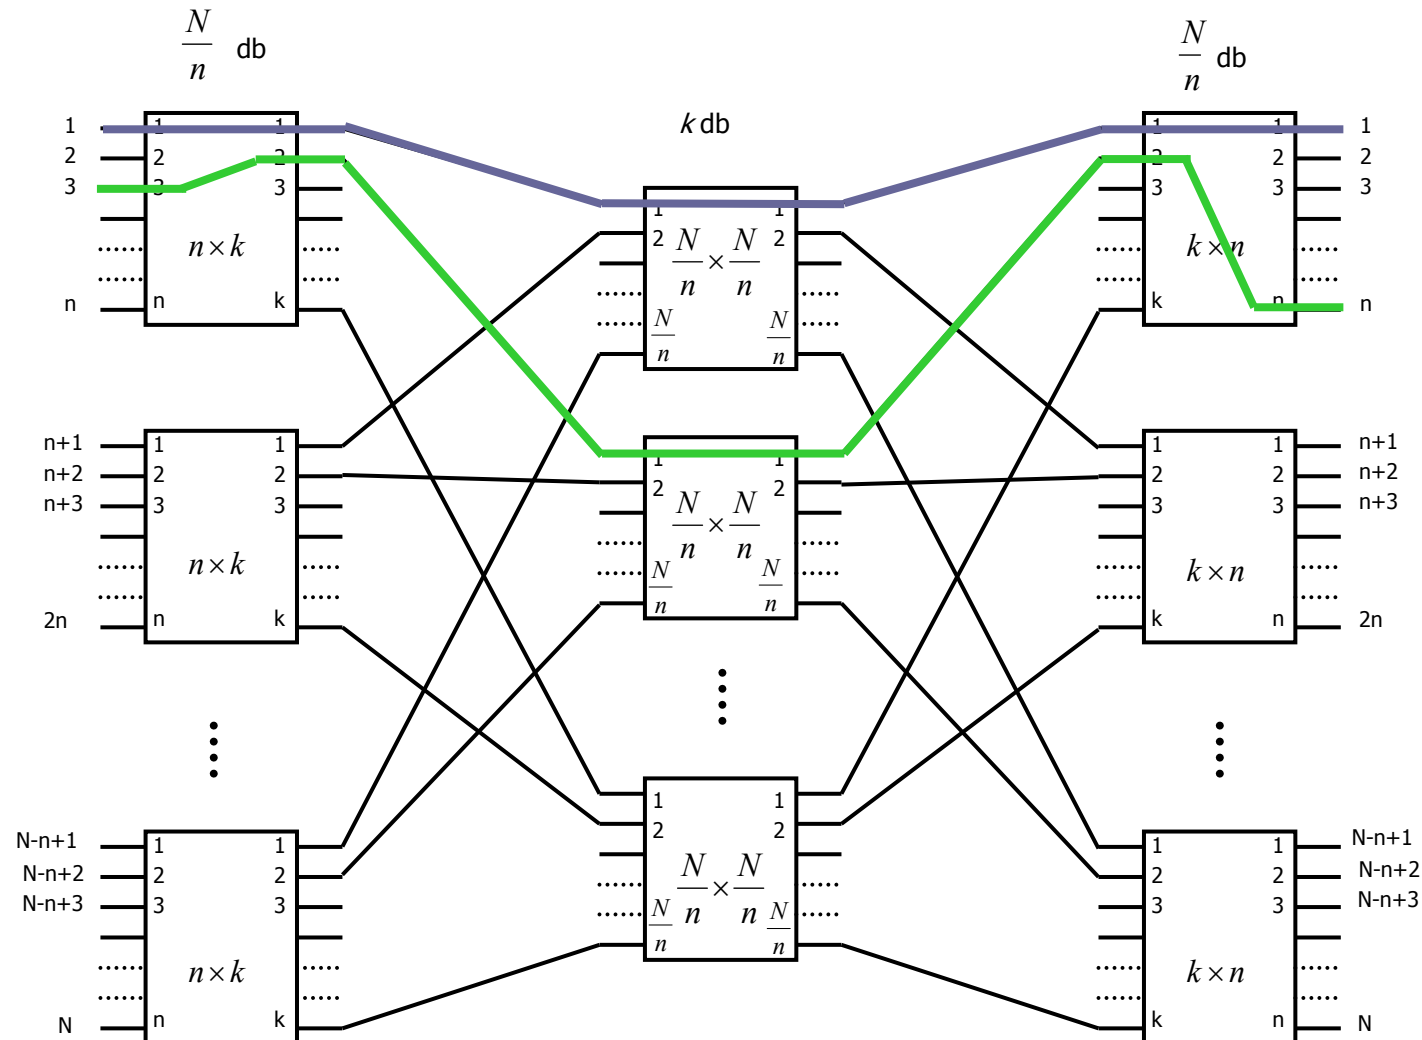 N/n db
N/n db
k db
1 1 1 1 1 1
2 2 2 2 2 2
3 3 3 3 3 3
n×k
k×n
n n k k n n
1 1
2 2
N/n × N/n
N/n N/n
n+1 1 1 1 1 n+1
n+2 2 2 2 2 n+2
n+3 3 3 3 3 n+3
n×k
k×n
2n n k k n 2n
1 1
2 2
N/n × N/n
N/n N/n
1 1
2 2
N/n × N/n
N/n N/n
N-n+1 1 1 1 1 N-n+1
N-n+2 2 2 2 2 N-n+2
N-n+3 3 3 3 3 N-n+3
n×k
k×n
N n k k n N